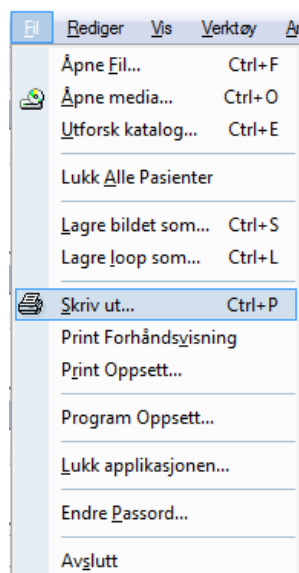 Fil Rediger Vis Verktøy
Åpne Fil... Ctrl+F
Åpne media... Ctrl+O
Utforsk katalog... Ctrl+E
Lukk Alle Pasienter
Lagre bildet som... Ctrl+S
Lagre loop som... Ctrl+L
Skriv ut... Ctrl+P
Print Forhåndsvisning
Print Oppsett...
Program Oppsett...
Lukk applikasjonen...
Endre Passord...
Avslutt